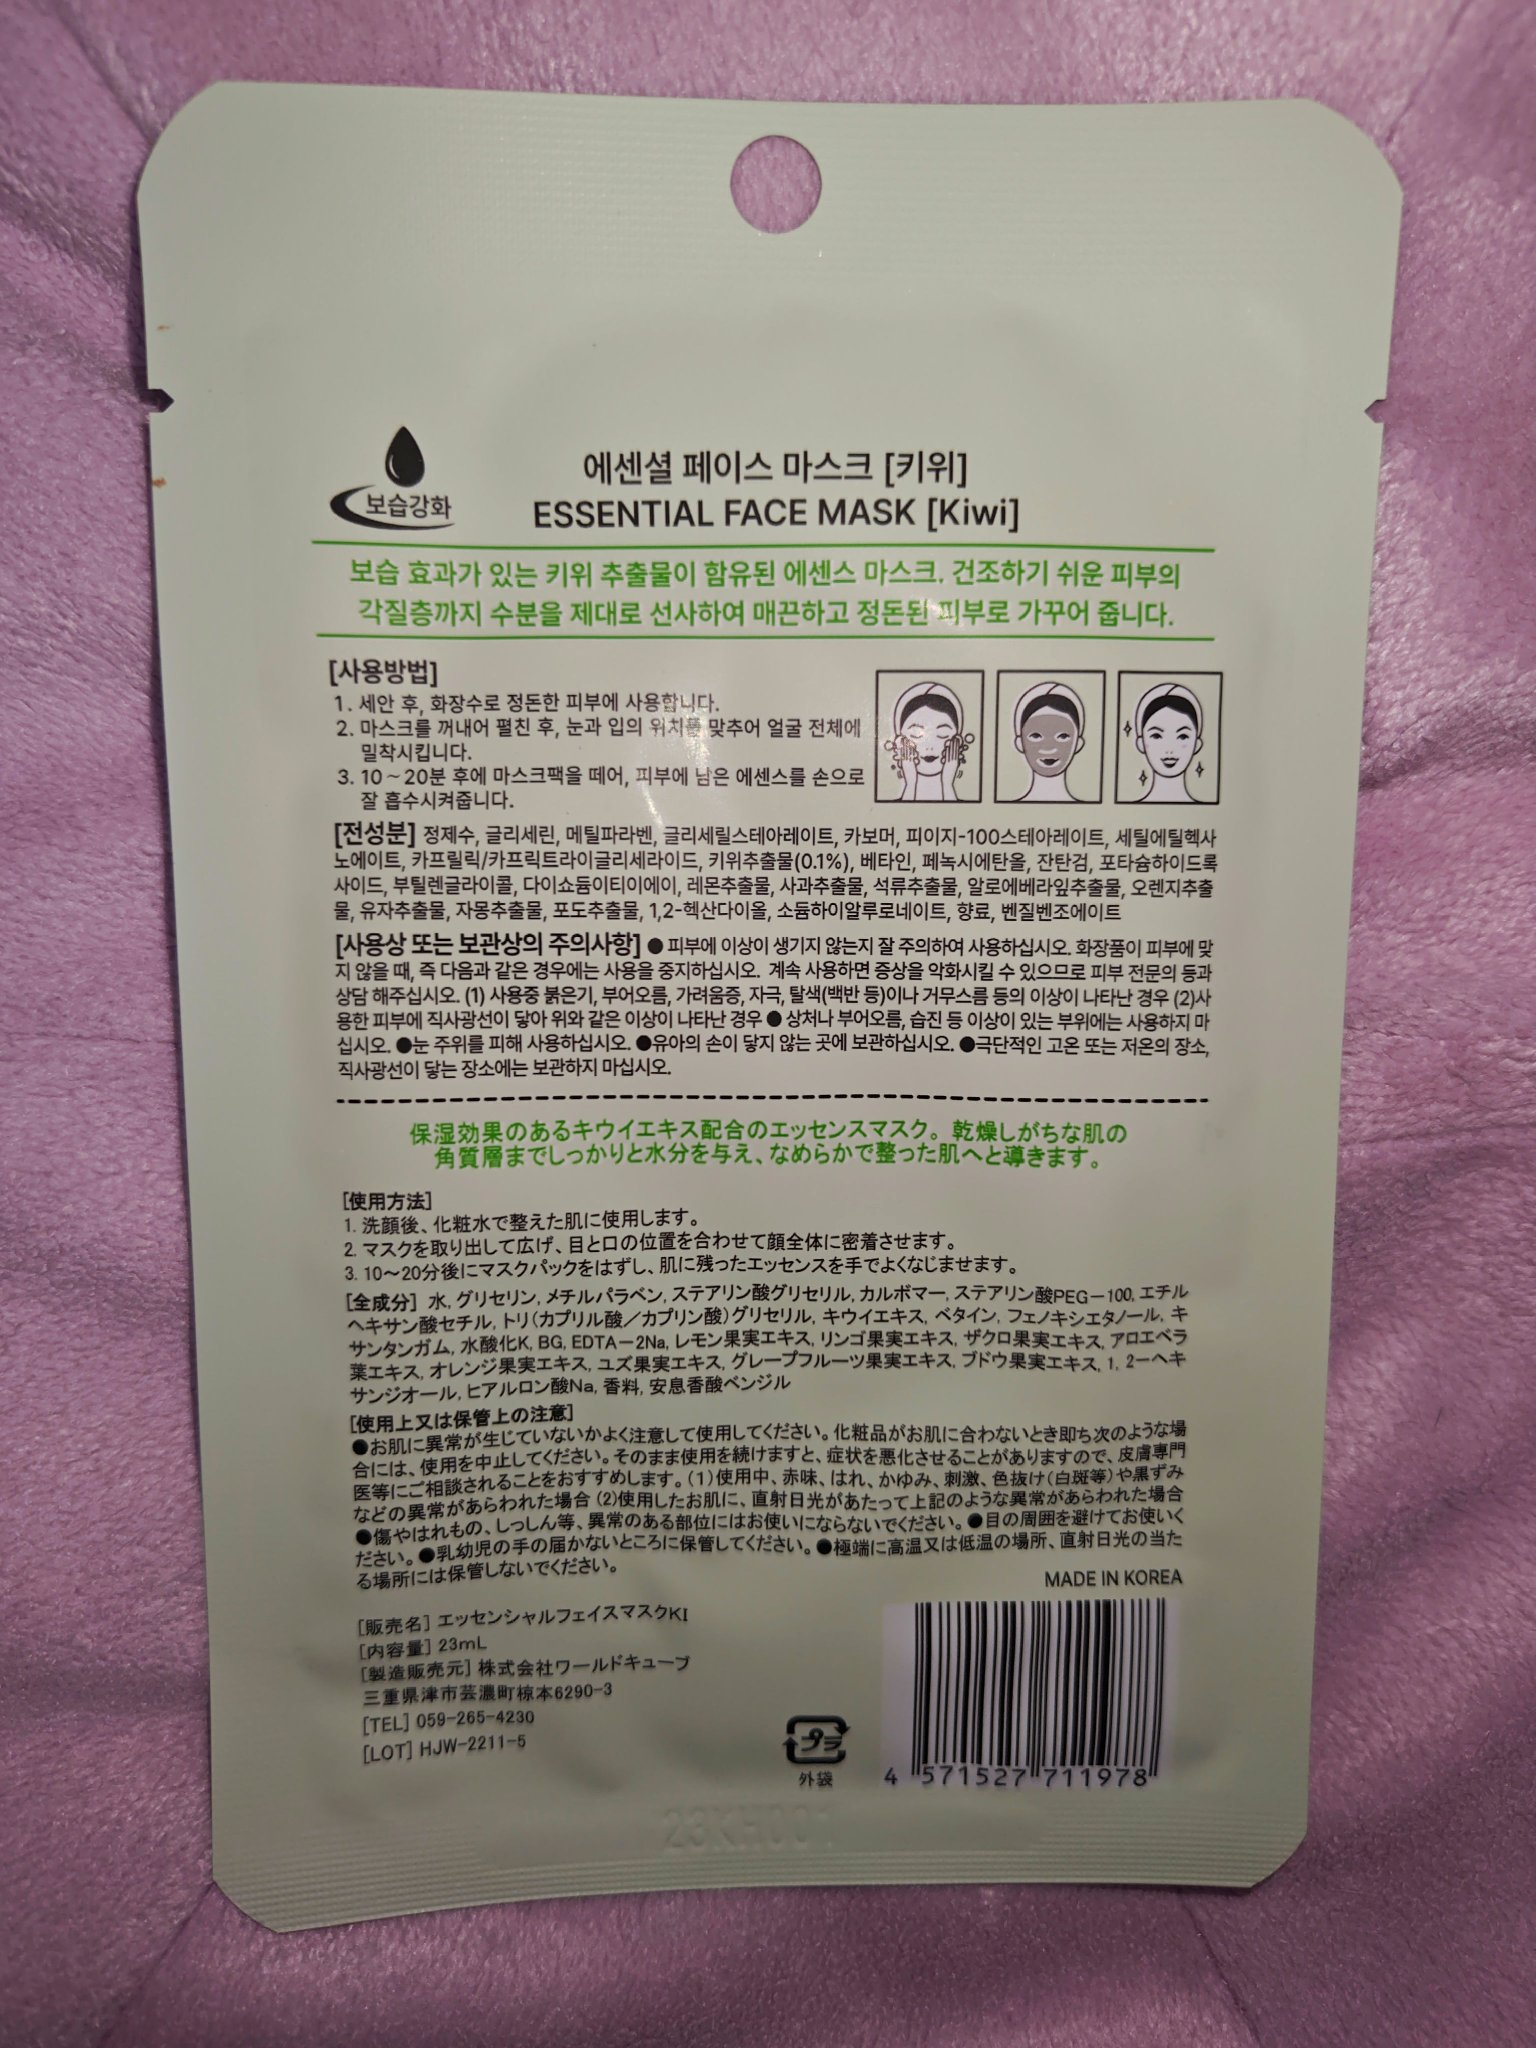 보습강화
에센셜 페이스 마스크 [키위]
ESSENTIAL FACE MASK [Kiwi]
보습 효과가 있는 키위 추출물이 함유된 에센스 마스크. 건조하기 쉬운 피부의
각질층까지 수분을 제대로 선사하여 매끈하고 정돈된 피부로 가꾸어 줍니다.
[사용방법]
1. 세안 후, 화장수로 정돈한 피부에 사용합니다.
2. 마스크를 꺼내어 펼친 후, 눈과 입의 위치를 맞추어 얼굴 전체에
밀착시킵니다.
3. 10~20분 후에 마스크팩을 떼어, 피부에 남은 에센스를 손으로
잘 흡수시켜줍니다.
[전성분] 정제수, 글리세린, 메틸파라벤, 글리세릴스테아레이트, 카보머, 피이지-100스테아레이트, 세틸에틸헥사
노에이트, 카프릴릭/카프릭트라이글리세라이드, 키위추출물(0.1%), 베타인, 페녹시에탄올, 잔탄검, 포타슘하이드록
사이드, 부틸렌글라이콜, 다이소듐이티이에이, 레몬추출물, 사과추출물, 석류추출물, 알로에베라잎추출물, 오렌지추출
물, 유자추출물, 자몽추출물, 포도추출물, 1,2-헥산다이올, 소듐하이알루로네이트, 향료, 벤질벤조에이트
[사용상 또는 보관상의 주의사항] ● 피부에 이상이 생기지 않는지 잘 주의하여 사용하십시오. 화장품이 피부에 맞
지 않을 때, 즉 다음과 같은 경우에는 사용을 중지하십시오. 계속 사용하면 증상을 악화시킬 수 있으므로 피부 전문의 등과
상담 해주십시오. (1) 사용중 붉은기, 부어오름, 가려움증, 자극, 탈색(백반 등)이나 거무스름 등의 이상이 나타난 경우 (2)사
용한 피부에 직사광선이 닿아 위와 같은 이상이 나타난 경우 ● 상처나 부어오름, 습진 등 이상이 있는 부위에는 사용하지 마
십시오. ●눈 주위를 피해 사용하십시오. ●유아의 손이 닿지 않는 곳에 보관하십시오. ●극단적인 고온 또는 저온의 장소,
직사광선이 닿는 장소에는 보관하지 마십시오.
保湿効果のあるキウイエキス配合のエッセンスマスク。乾燥しがちな肌の
角質層までしっかりと水分を与え、なめらかで整った肌へと導きます。
[使用方法]
1. 洗顔後、化粧水で整えた肌に使用します。
2. マスクを取り出して広げ、目と口の位置を合わせて顔全体に密着させます。
3. 10～20分後にマスクパックをはずし、肌に残ったエッセンスを手でよくなじませます。
[全成分] 水, グリセリン, メチルパラベン, ステアリン酸グリセリル, カルボマー, ステアリン酸PEG－100, エチル
ヘキサン酸セチル, トリ(カプリル酸／カプリン酸)グリセリル, キウイエキス, ベタイン, フェノキシエタノール, キ
サンタンガム, 水酸化K, BG, EDTA－2Na, レモン果実エキス, リンゴ果実エキス, ザクロ果実エキス, アロエベラ
葉エキス, オレンジ果実エキス, ユズ果実エキス, グレープフルーツ果実エキス, ブドウ果実エキス, 1, 2－ヘキ
サンジオール, ヒアルロン酸Na, 香料, 安息香酸ベンジル
[使用上又は保管上の注意]
●お肌に異常が生じていないかよく注意して使用してください。化粧品がお肌に合わないとき即ち次のような場
合には、使用を中止してください。そのまま使用を続けますと、症状を悪化させることがありますので、皮膚専門
医等にご相談されることをおすすめします。(1)使用中、赤味、はれ、かゆみ、刺激、色抜け(白斑等)や黒ずみ
などの異常があらわれた場合 (2)使用したお肌に、直射日光があたって上記のような異常があらわれた場合
●傷やはれもの、しっしん等、異常のある部位にはお使いにならないでください。●目の周囲を避けてお使いく
ださい。●乳幼児の手の届かないところに保管してください。●極端に高温又は低温の場所、直射日光の当た
る場所には保管しないでください。
MADE IN KOREA
[販売名] エッセンシャルフェイスマスクKI
[内容量] 23mL
[製造販売元] 株式会社ワールドキューブ
三重県津市芸濃町椋本6290-3
[TEL] 059-265-4230
[LOT] HJW-2211-5
プラ
外袋
4 571527 711978
23KH001